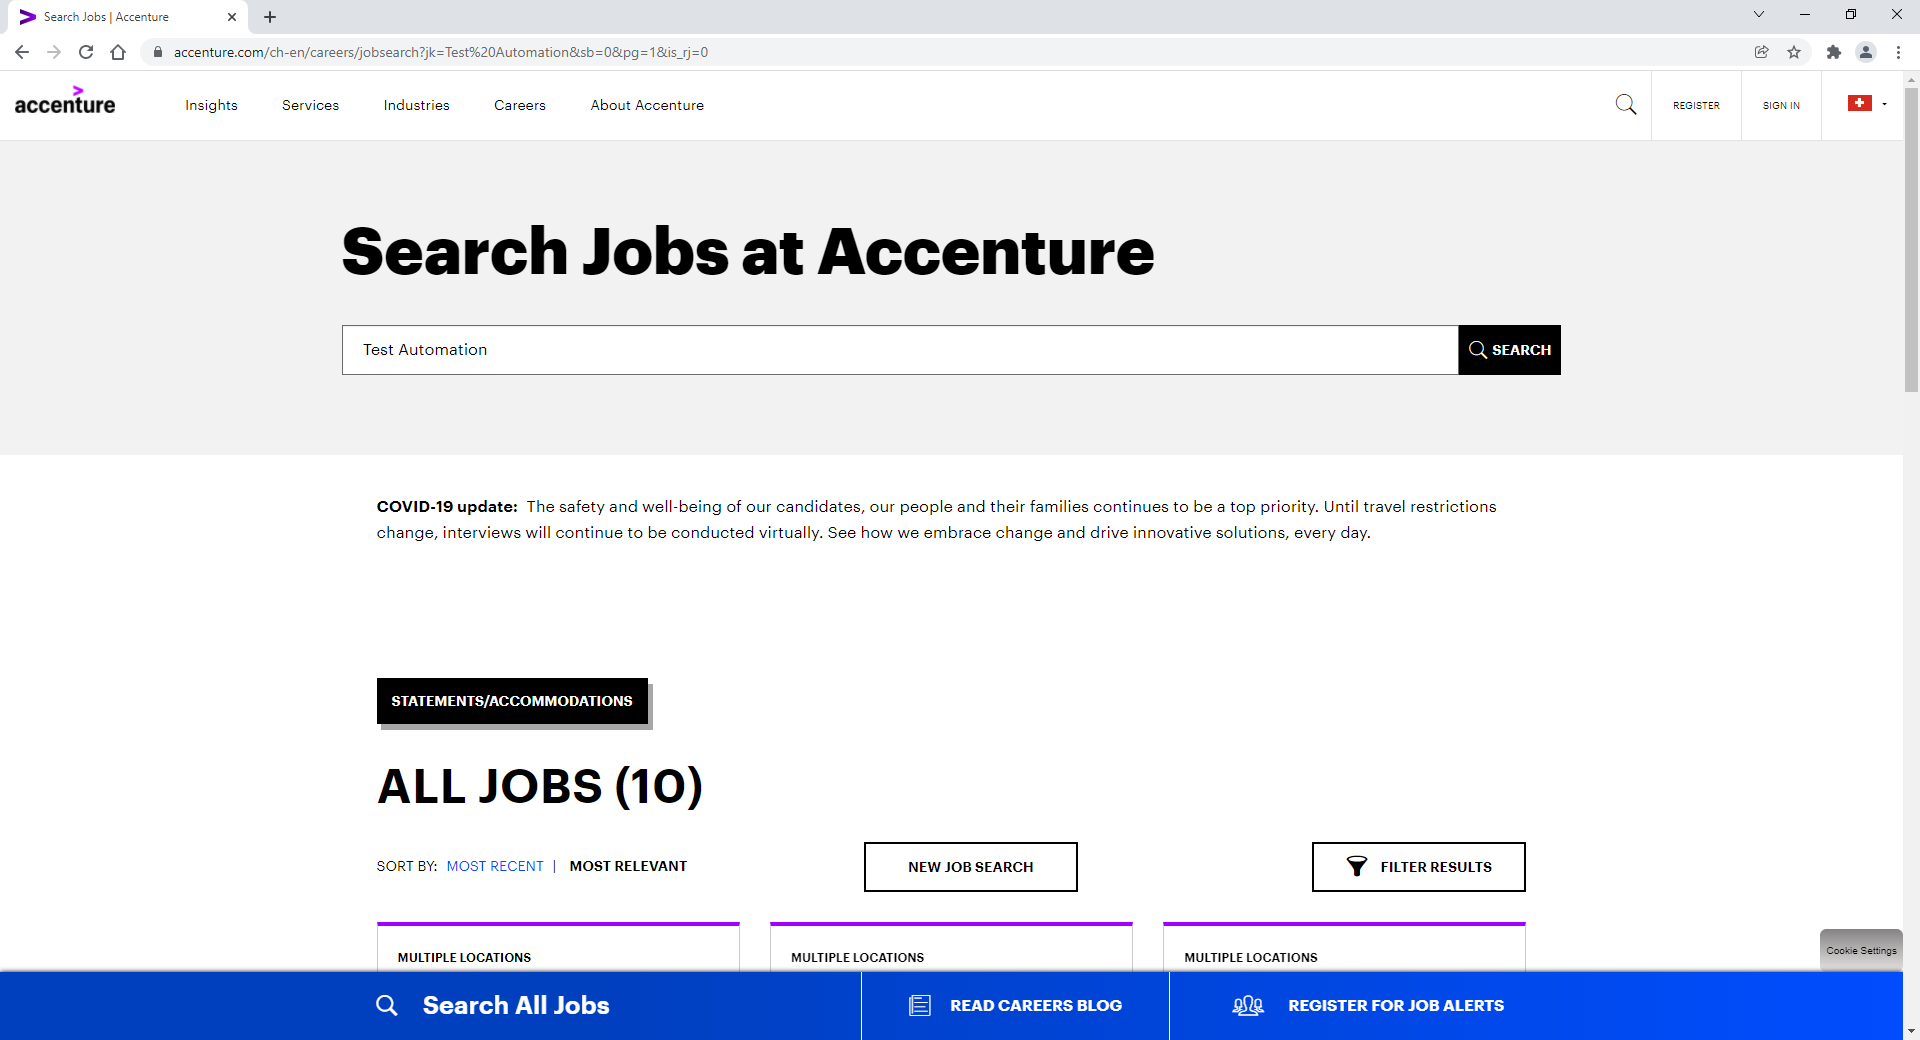 Search Jobs | Accenture
accenture.com/ch-en/careers/jobsearch?jk=Test%20Automation&sb=0&pg=1&is_rj=0
accenture
Insights
Services
Industries
Careers
About Accenture
REGISTER
SIGN IN
Search Jobs at Accenture
Test Automation
SEARCH
COVID-19 update: The safety and well-being of our candidates, our people and their families continues to be a top priority. Until travel restrictions
change, interviews will continue to be conducted virtually. See how we embrace change and drive innovative solutions, every day.
STATEMENTS/ACCOMMODATIONS
ALL JOBS (10)
SORT BY: MOST RECENT | MOST RELEVANT
NEW JOB SEARCH
FILTER RESULTS
MULTIPLE LOCATIONS
MULTIPLE LOCATIONS
MULTIPLE LOCATIONS
Cookie Settings
Search All Jobs
READ CAREERS BLOG
REGISTER FOR JOB ALERTS